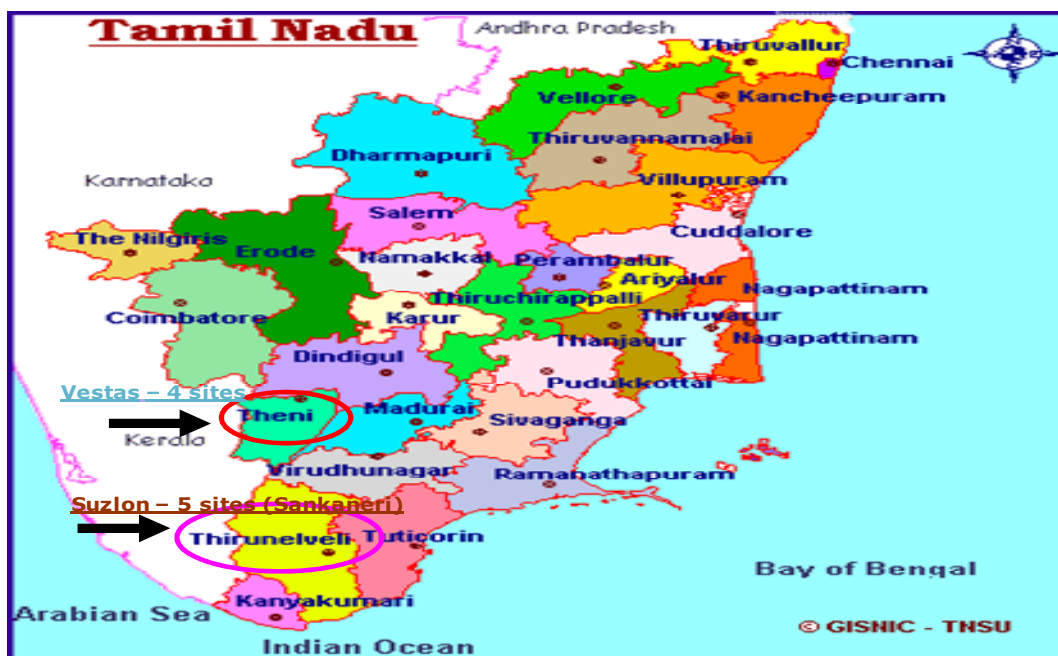 Tamil Nadu
Andhra Pradesh
Thiruvallur
Chennai
Vellore
Kancheepuram
Thiruvannamalai
Dharmapuri
Villupuram
Karnataka
Salem
Cuddalore
The Nilgiris
Erode
Namakkal
Perambalur
Ariyalur
Nagapattinam
Thiruchirappalli
Coimbatore
Karur
Thiruvarur
Thanjavur
Nagapattinam
Dindigul
Pudukkottai
Vestas – 4 sites
Theni
Madurai
Sivaganga
Kerala
Virudhunagar
Ramanathapuram
Suzlon – 5 sites (Sankaneri)
Thirunelveli
Tuticorin
Bay of Bengal
Kanyakumari
Arabian Sea
© GISNIC - TNSU
Indian Ocean